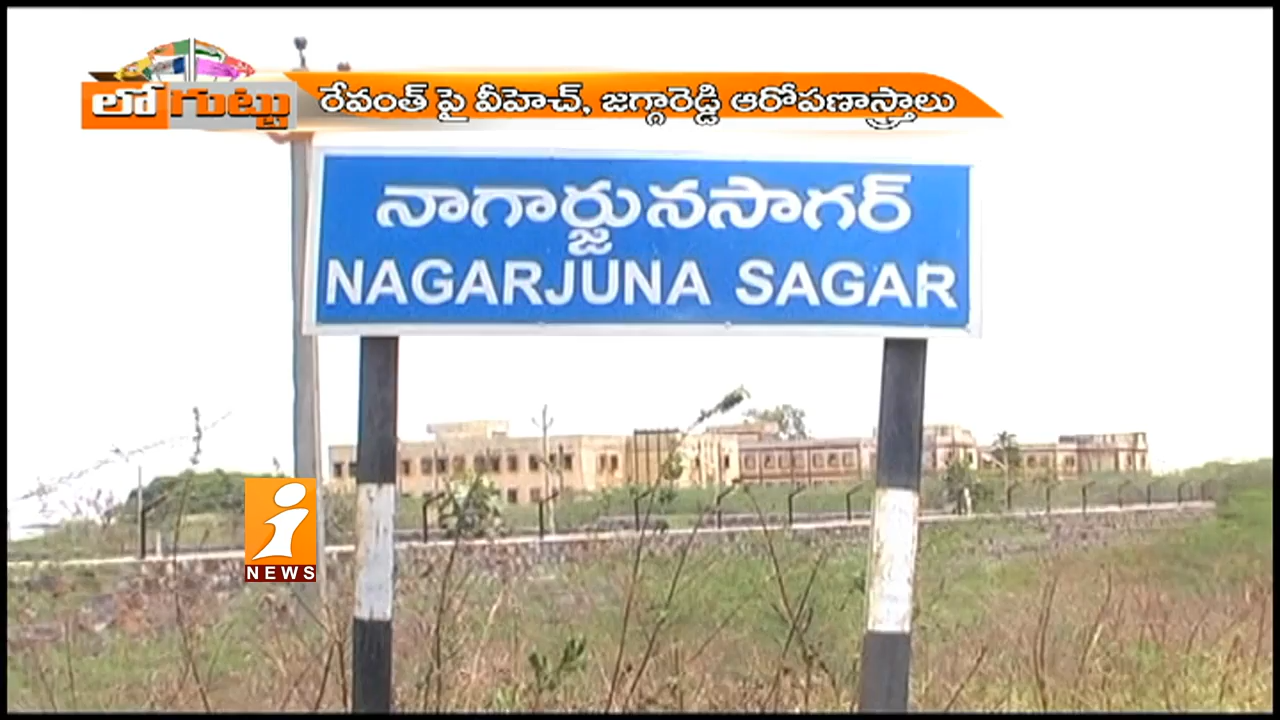 లోగుట్టు
రేవంత్ పై వీహెచ్, జగ్గారెడ్డి ఆరోపణాస్త్రాలు
నాగార్జునసాగర్
NAGARJUNA SAGAR
i
NEWS